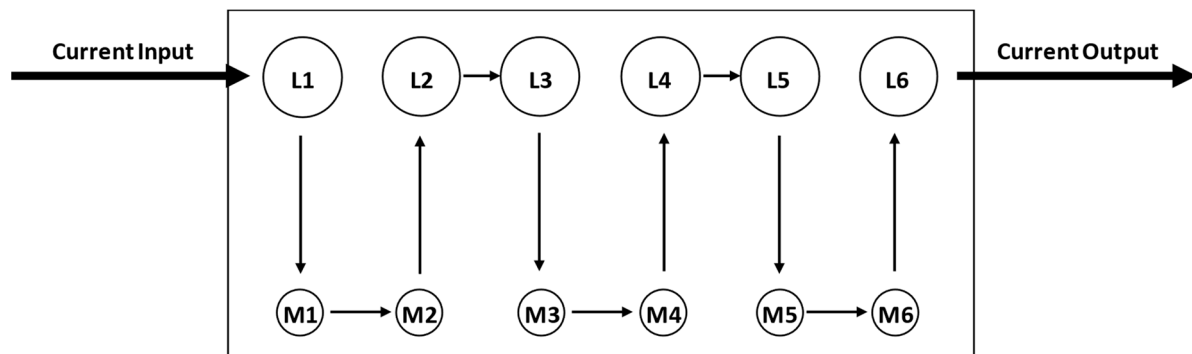 Current Input
Current Output
L1 L2 L3 L4 L5 L6
M1 M2 M3 M4 M5 M6